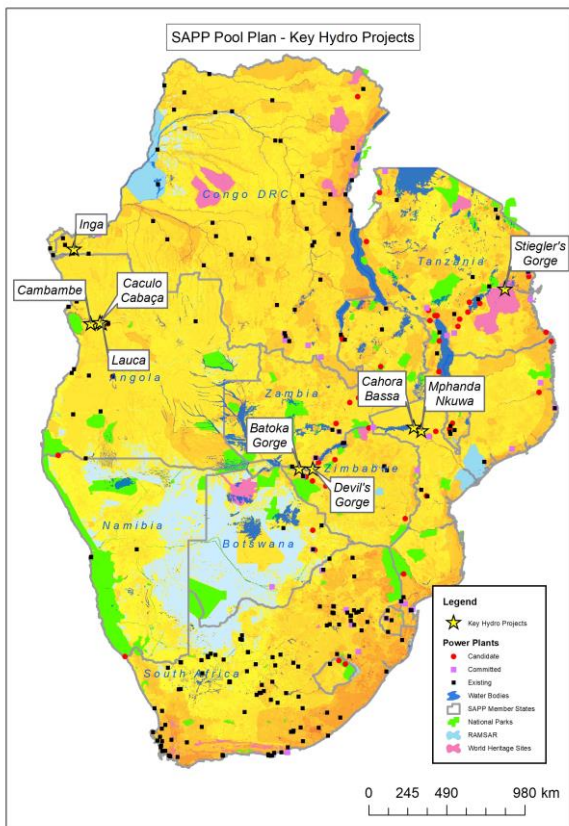 SAPP Pool Plan - Key Hydro Projects
Congo DRC
Inga
Stiegler's
Gorge
Tanzania
Cambambe
Caculo
Cabaça
Lauca
Angola
Zambia
Cahora
Bassa
Mphanda
Nkuwa
Batoka
Gorge
Zimbabwe
Devil's
Gorge
Namibia
Botswana
South Africa
Legend
Key Hydro Projects
Power Plants
Candidate
Committed
Existing
Water Bodies
SAPP Member States
National Parks
RAMSAR
World Heritage Sites
0 245 490 980 km